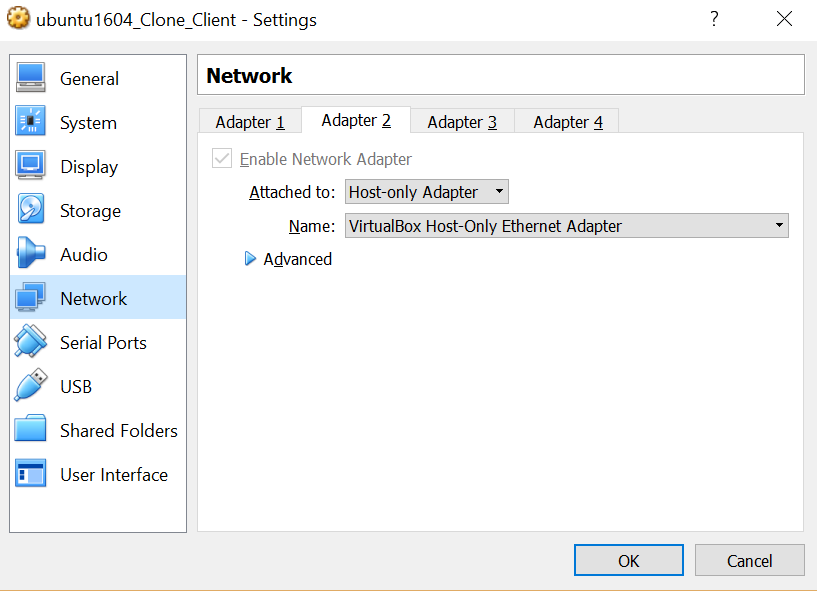 ubuntu1604_Clone_Client - Settings
?
General
System
Display
Storage
Audio
Network
Serial Ports
USB
Shared Folders
User Interface
Network
Adapter 1
Adapter 2
Adapter 3
Adapter 4
Enable Network Adapter
Attached to: Host-only Adapter
Name: VirtualBox Host-Only Ethernet Adapter
Advanced
OK
Cancel